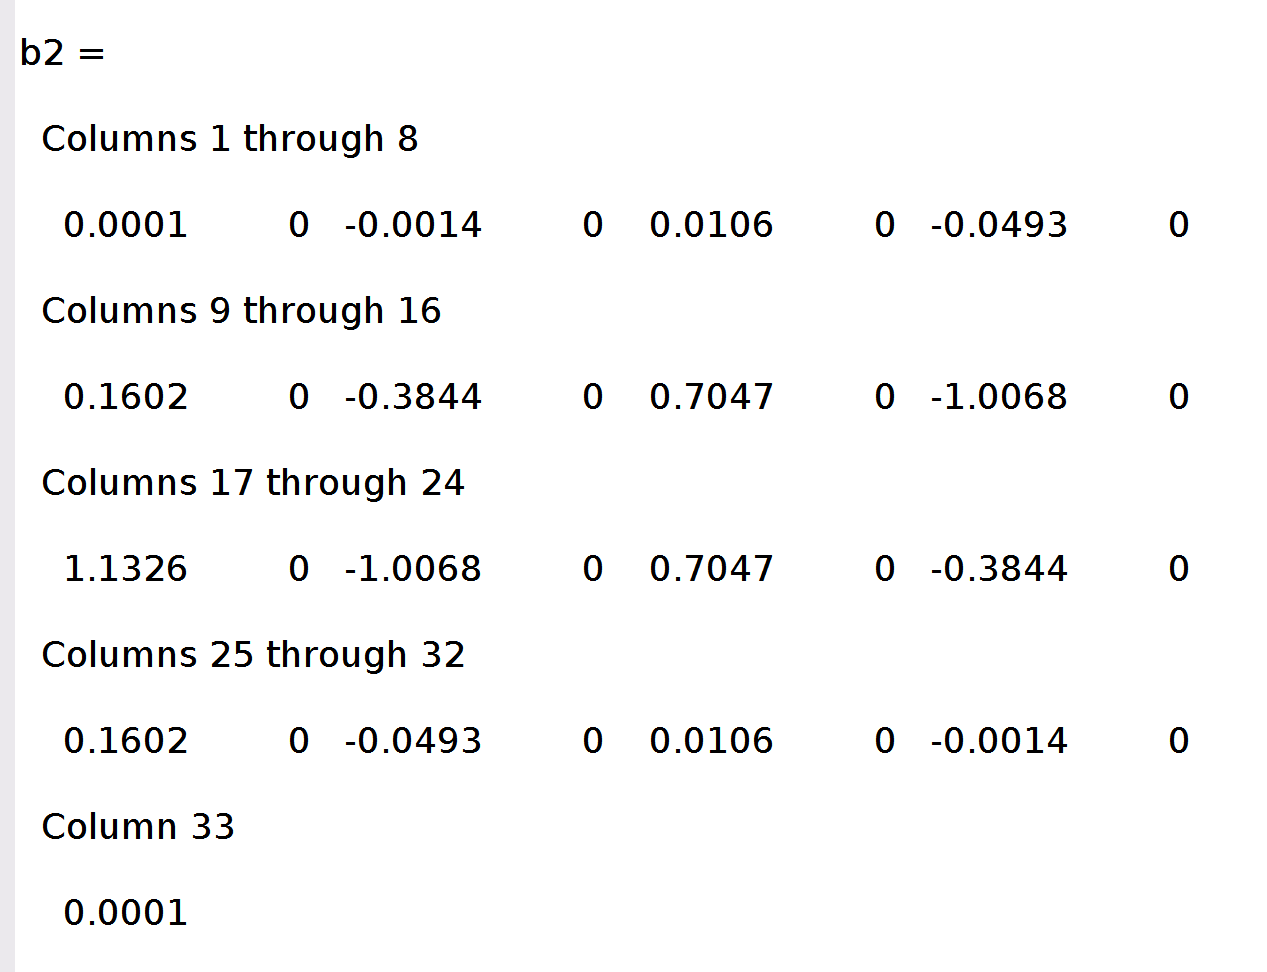 b2 =
Columns 1 through 8
0.0001 0 -0.0014 0 0.0106 0 -0.0493 0
Columns 9 through 16
0.1602 0 -0.3844 0 0.7047 0 -1.0068 0
Columns 17 through 24
1.1326 0 -1.0068 0 0.7047 0 -0.3844 0
Columns 25 through 32
0.1602 0 -0.0493 0 0.0106 0 -0.0014 0
Column 33
0.0001